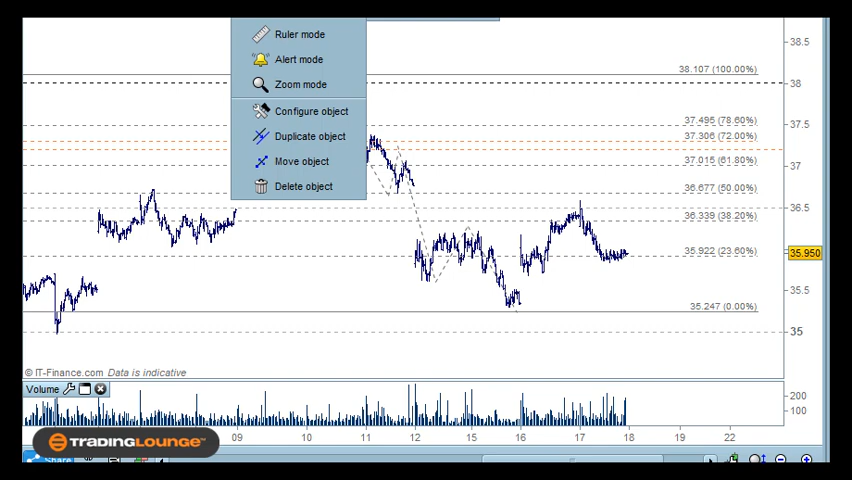 Ruler mode
Alert mode
Zoom mode
Configure object
Duplicate object
Move object
Delete object
38.5
38.107 (100.00%)
38
37.495 (78.60%)
37.5
37.306 (72.00%)
37.015 (61.80%)
37
36.677 (50.00%)
36.5
36.339 (38.20%)
35.922 (23.60%)
35.950
35.5
35.247 (0.00%)
35
© IT-Finance.com Data is indicative
Volume
200
100
TRADINGLOUNGE™
09 10 11 12 15 16 17 18 19 22